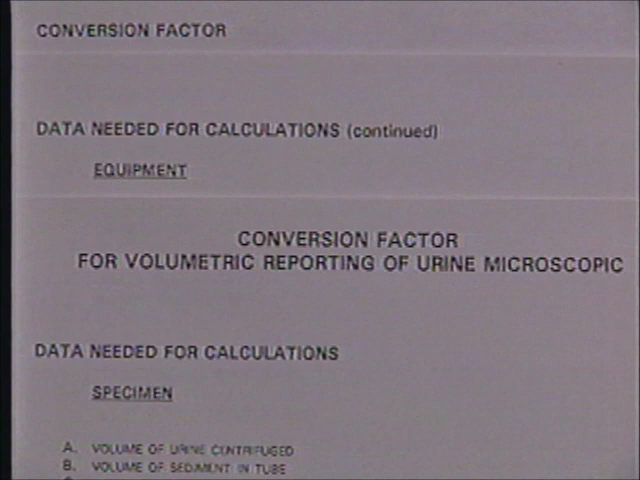 CONVERSION FACTOR
DATA NEEDED FOR CALCULATIONS (continued)
EQUIPMENT
CONVERSION FACTOR
FOR VOLUMETRIC REPORTING OF URINE MICROSCOPIC
DATA NEEDED FOR CALCULATIONS
SPECIMEN
A. VOLUME OF URINE CENTRIFUGED
B. VOLUME OF SEDIMENT IN TUBE